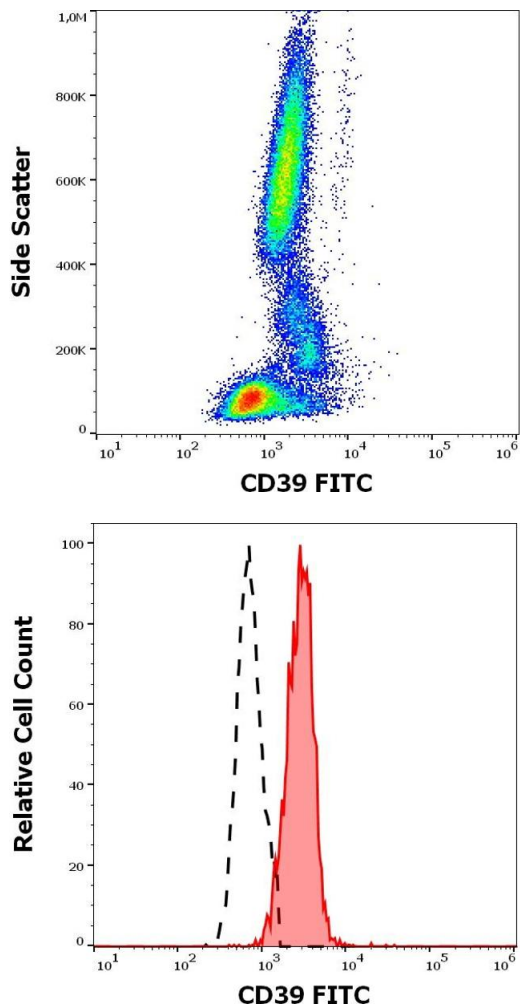 1,0M
800K
600K
400K
200K
0
Side Scatter
10¹ 10² 10³ 10⁴ 10⁵ 10⁶
CD39 FITC
100
80
60
40
20
0
Relative Cell Count
10¹ 10² 10³ 10⁴ 10⁵ 10⁶
CD39 FITC